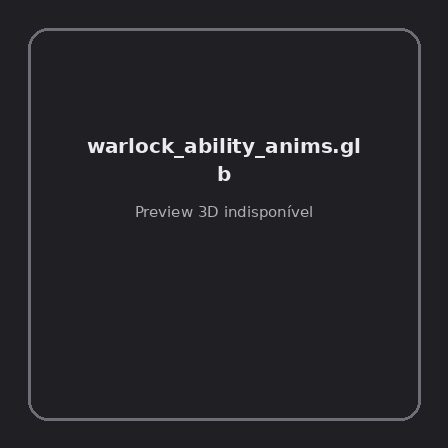 warlock_ability_anims.gl
b
Preview 3D indisponível